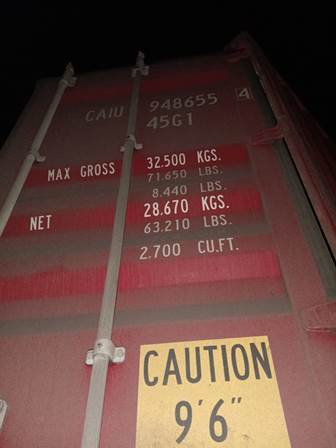 CAIU 948655 4
45G1
MAX GROSS 32.500 KGS.
71.650 LBS.
8.440 LBS.
NET 28.670 KGS.
63.210 LBS.
2.700 CU.FT.
CAUTION
9'6"